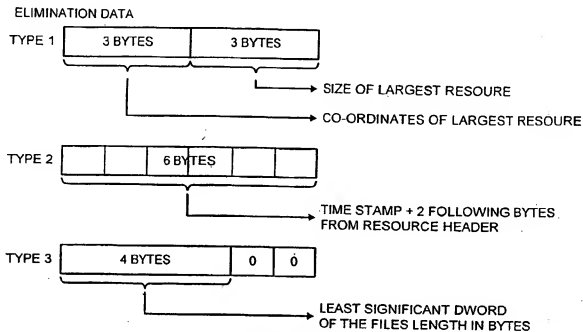 ELIMINATION DATA
TYPE 1
3 BYTES 3 BYTES
SIZE OF LARGEST RESOURE
CO-ORDINATES OF LARGEST RESOURE
TYPE 2
6 BYTES
TIME STAMP + 2 FOLLOWING BYTES
FROM RESOURCE HEADER
TYPE 3
4 BYTES 0 0
LEAST SIGNIFICANT DWORD
OF THE FILES LENGTH IN BYTES